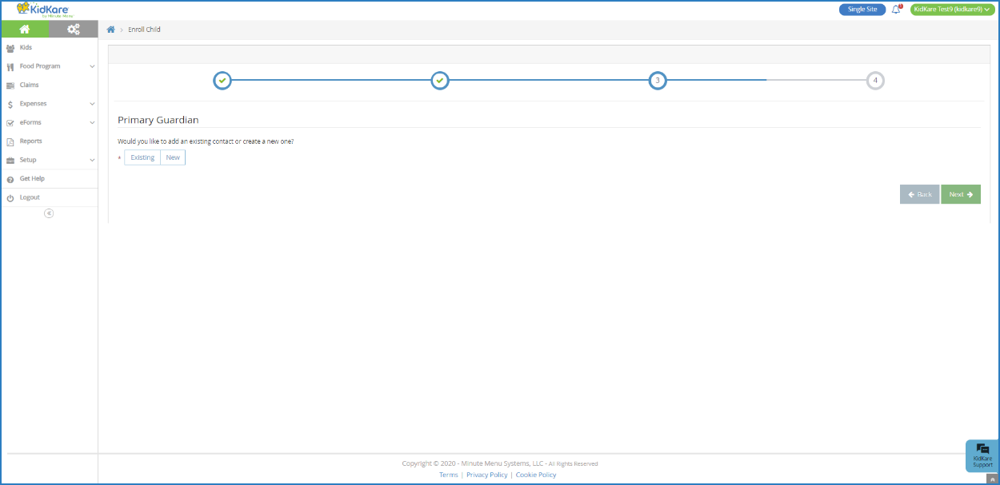 KidKare
by Minute Menu
Single Site
KidKare Test9 (kidkare9)
Enroll Child
Kids
Food Program
Claims
Expenses
eForms
Reports
Setup
Get Help
Logout
3
4
Primary Guardian
Would you like to add an existing contact or create a new one?
* Existing New
Back Next
KidKare
Support
Copyright © 2020 - Minute Menu Systems, LLC - All Rights Reserved
Terms | Privacy Policy | Cookie Policy